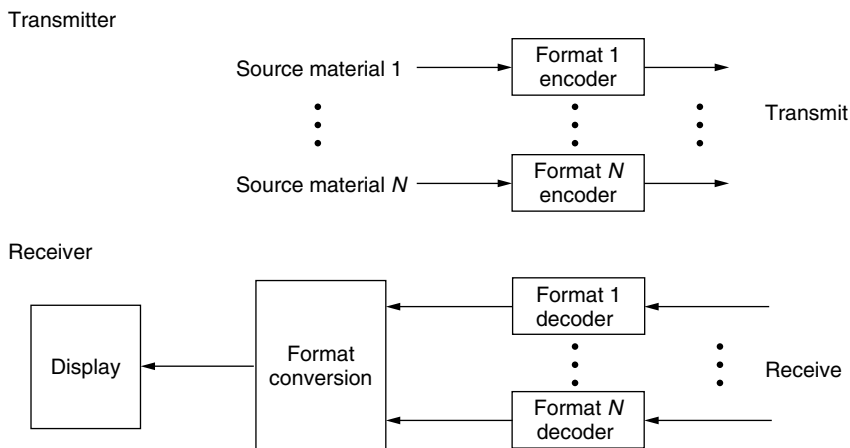 Transmitter
Source material 1
Format 1
encoder
Transmit
Source material N
Format N
encoder
Receiver
Format 1
decoder
Display
Format
conversion
Receive
Format N
decoder